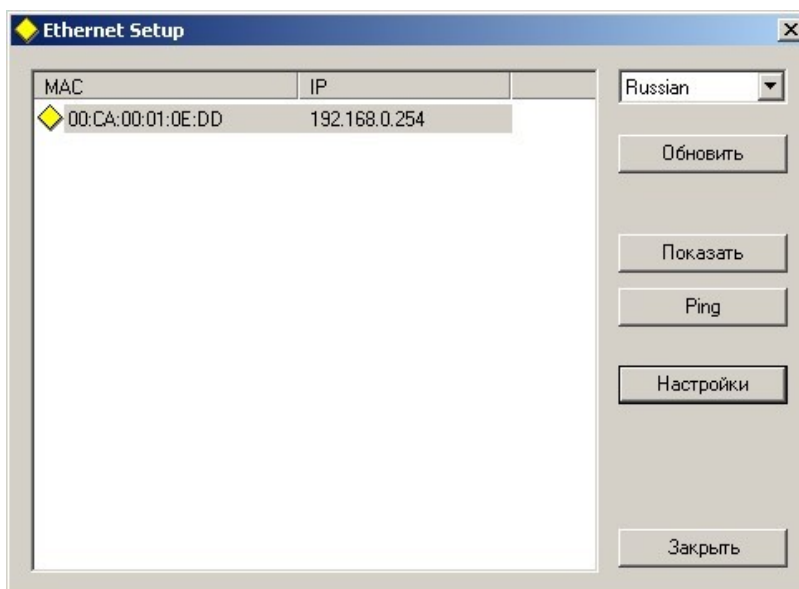 Ethernet Setup
MAC IP
00:CA:00:01:0E:DD 192.168.0.254
Russian
Обновить
Показать
Ping
Настройки
Закрыть